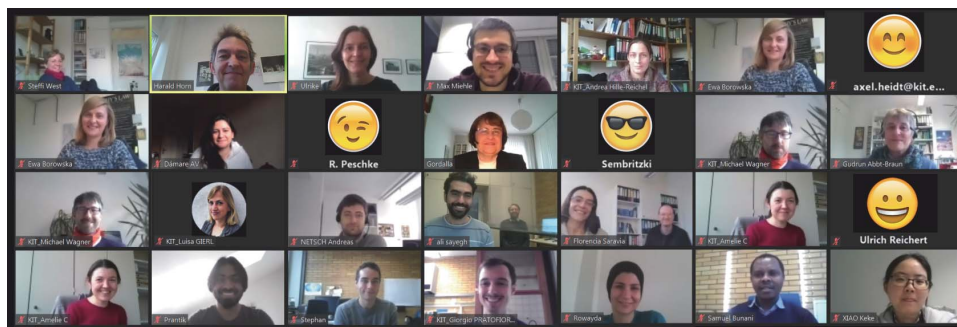 Steffi West
Harald Horn
Ulrike
Max Miehle
KIT_Andrea Hille-Reichel
Ewa Borowska
axel.heidt@kit.e...
Ewa Borowska
Dámare AV
R. Peschke
Gordalla
Sembritzki
KIT_Michael Wagner
Gudrun Abbt-Braun
KIT_Michael Wagner
KIT_Luisa GIERL
NETSCH Andreas
ali sayegh
Florencia Saravia
KIT_Amelie C
Ulrich Reichert
KIT_Amelie C
Prantik
Stephan
KIT_Giorgio PRATOFIOR...
Rowayda
Samuel Bunani
XIAO Keke